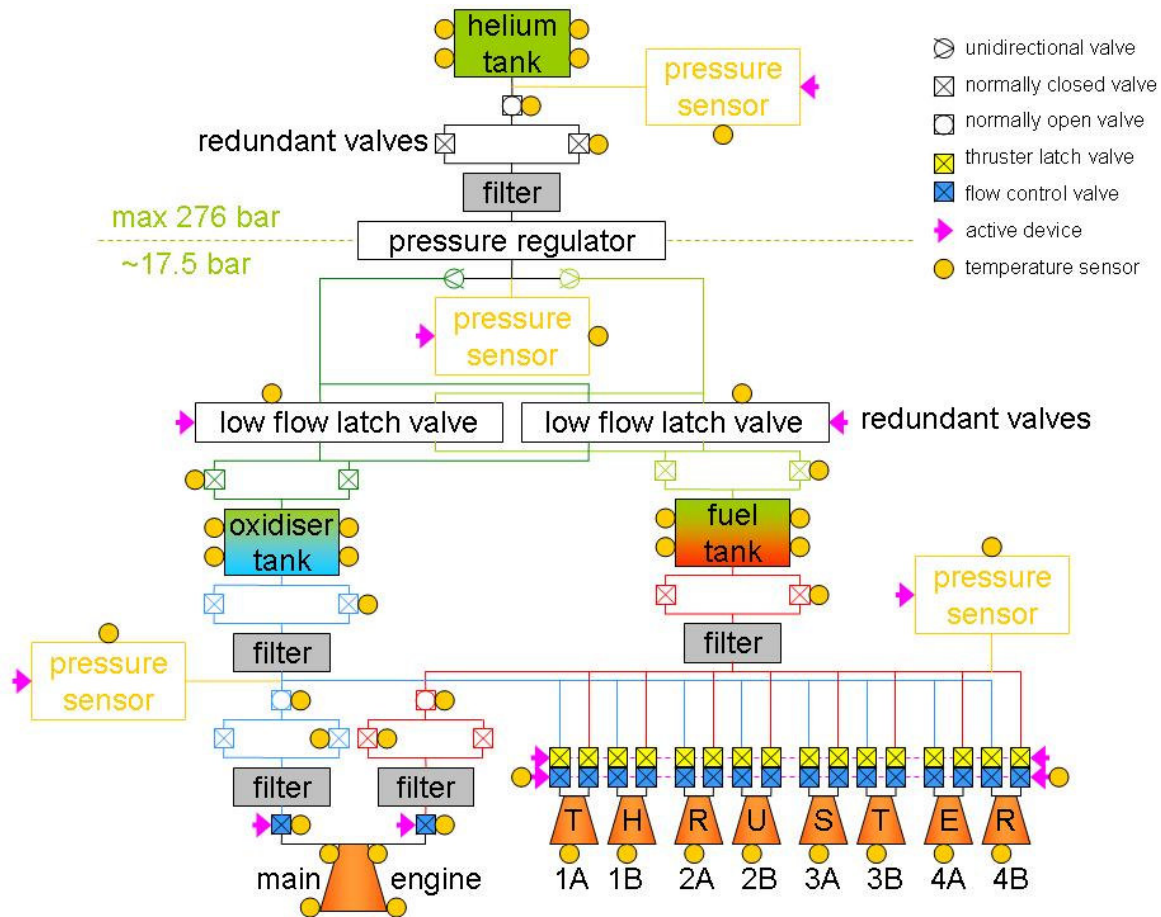 helium
tank
pressure
sensor
unidirectional valve
normally closed valve
normally open valve
thruster latch valve
flow control valve
active device
temperature sensor
redundant valves
filter
max 276 bar
pressure regulator
~17.5 bar
pressure
sensor
low flow latch valve
low flow latch valve
redundant valves
oxidiser
tank
fuel
tank
pressure
sensor
filter
filter
pressure
sensor
filter
filter
T H R U S T E R
main engine
1A 1B 2A 2B 3A 3B 4A 4B